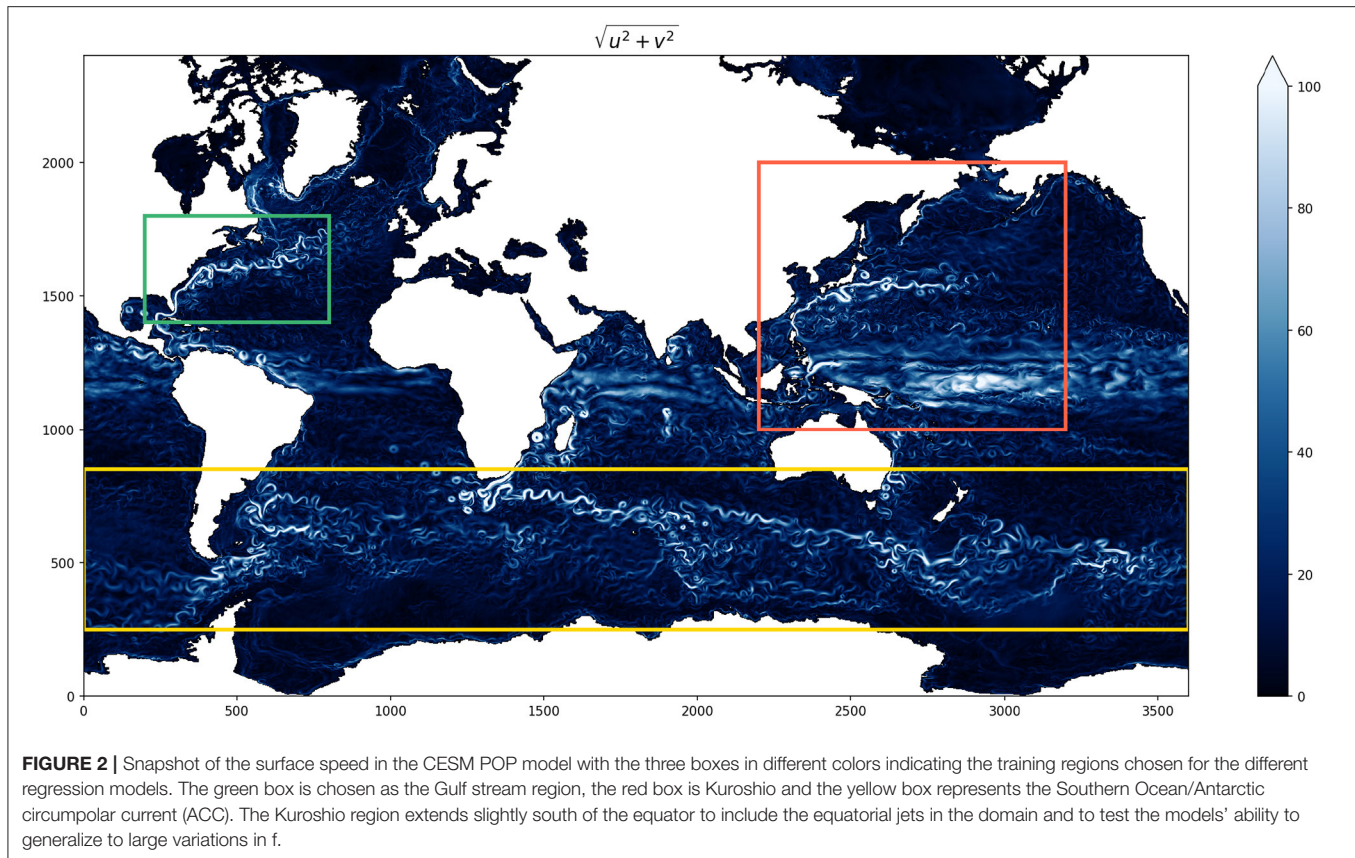 √u² + v²
100
80
60
40
20
0
2000
1500
1000
500
0
0 500 1000 1500 2000 2500 3000 3500
FIGURE 2 | Snapshot of the surface speed in the CESM POP model with the three boxes in different colors indicating the training regions chosen for the different
regression models. The green box is chosen as the Gulf stream region, the red box is Kuroshio and the yellow box represents the Southern Ocean/Antarctic
circumpolar current (ACC). The Kuroshio region extends slightly south of the equator to include the equatorial jets in the domain and to test the models’ ability to
generalize to large variations in f.